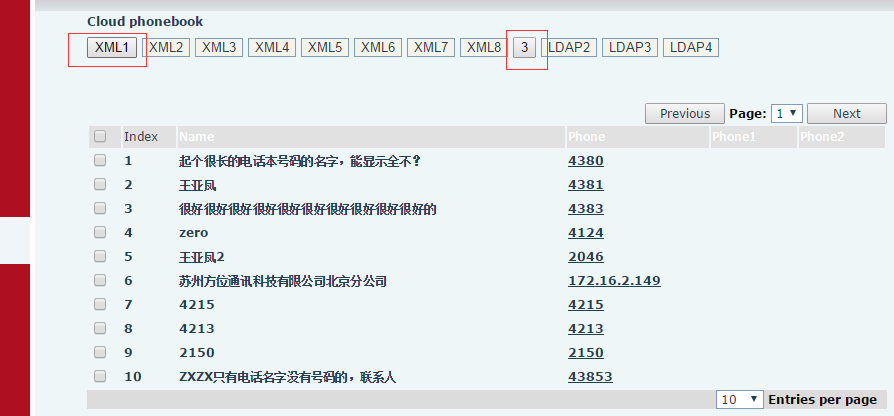 Cloud phonebook
XML1 XML2 XML3 XML4 XML5 XML6 XML7 XML8 3 LDAP2 LDAP3 LDAP4
Previous Page: 1 Next
Index Name Phone Phone1 Phone2
1 起个很长的电话本号码的名字，能显示全不？ 4380
2 王亚凤 4381
3 很好很好很好很好很好很好很好很好很好的 4383
4 zero 4124
5 王亚凤2 2046
6 苏州方位通讯科技有限公司北京分公司 172.16.2.149
7 4215 4215
8 4213 4213
9 2150 2150
10 ZXZX只有电话名字没有号码的，联系人 43853
10 Entries per page